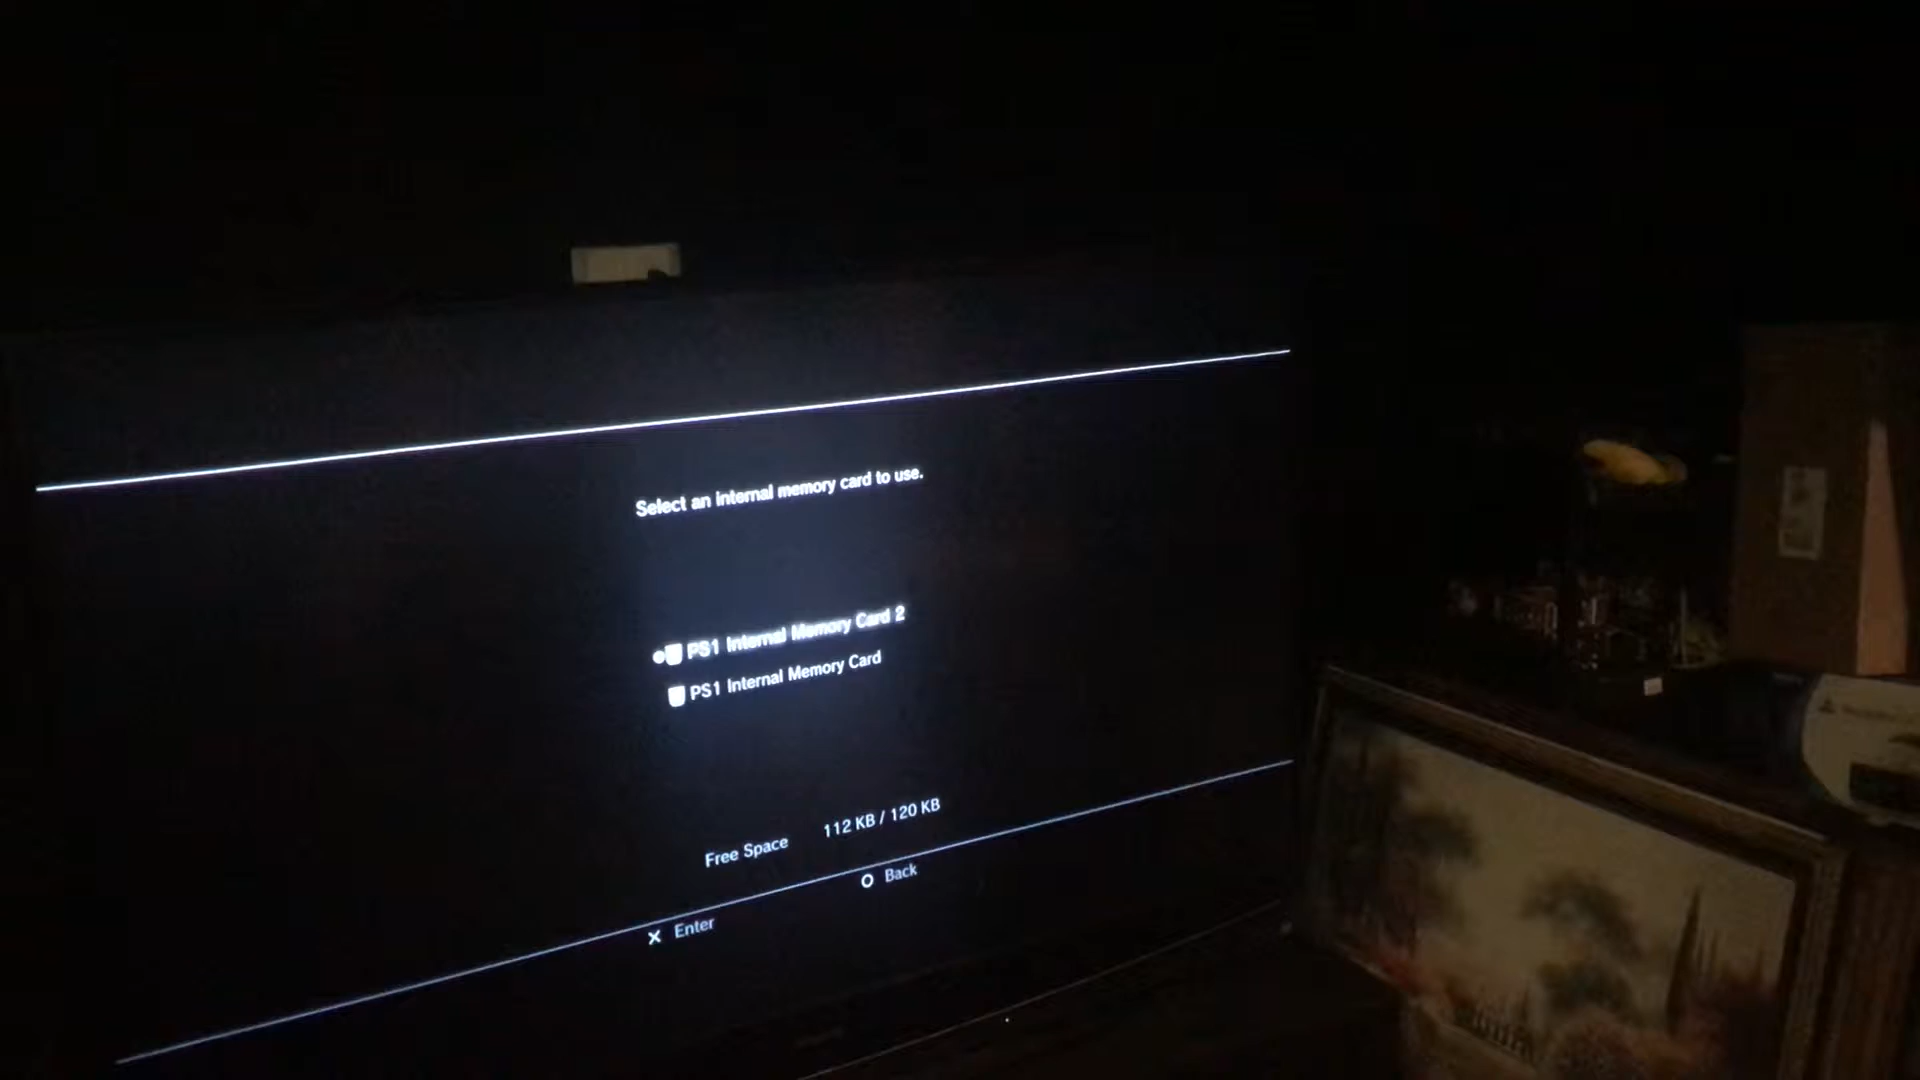 Select an internal memory card to use.
PS1 Internal Memory Card 2
PS1 Internal Memory Card
Free Space 112 KB / 120 KB
X Enter O Back